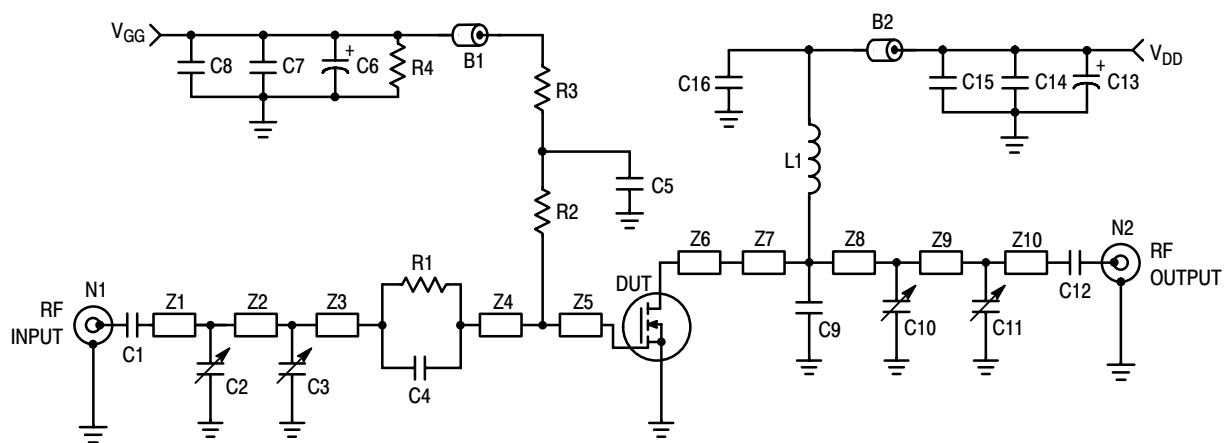 V_GG
C8
C7
+
C6
R4
B1
R3
C5
R2
B2
C16
C15
C14
+
C13
V_DD
L1
N1
RF
INPUT
C1
Z1
C2
Z2
C3
Z3
R1
C4
Z4
Z5
DUT
Z6
Z7
C9
Z8
C10
Z9
C11
Z10
C12
N2
RF
OUTPUT